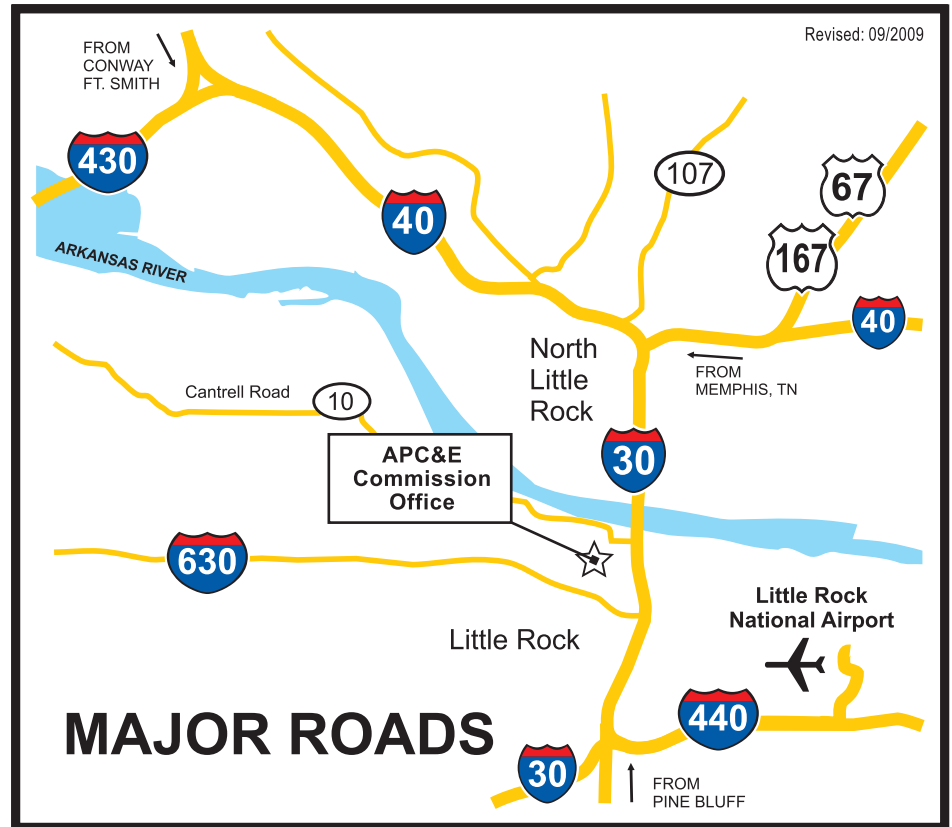 Revised: 09/2009
FROM
CONWAY
FT. SMITH
430
40
107
67
167
ARKANSAS RIVER
40
North
Little
Rock
FROM
MEMPHIS, TN
Cantrell Road
10
30
APC&E
Commission
Office
630
Little Rock
National Airport
Little Rock
440
MAJOR ROADS
30
FROM
PINE BLUFF